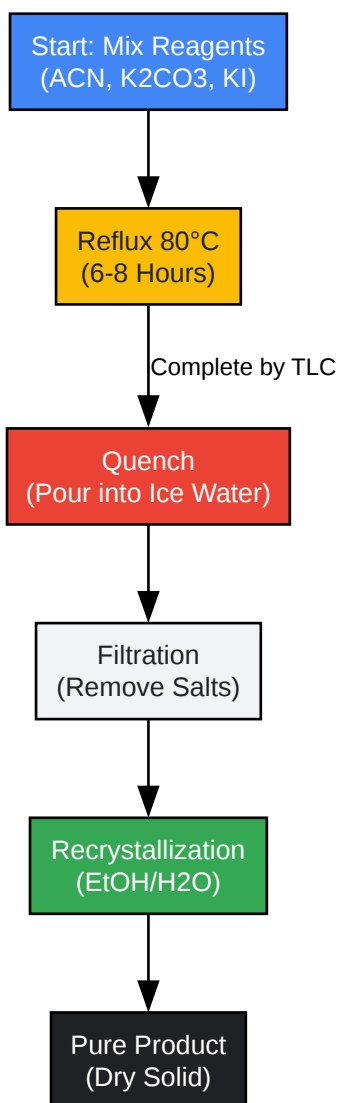 Start: Mix Reagents
(ACN, K2CO3, KI)
Reflux 80°C
(6-8 Hours)
Complete by TLC
Quench
(Pour into Ice Water)
Filtration
(Remove Salts)
Recrystallization
(EtOH/H2O)
Pure Product
(Dry Solid)